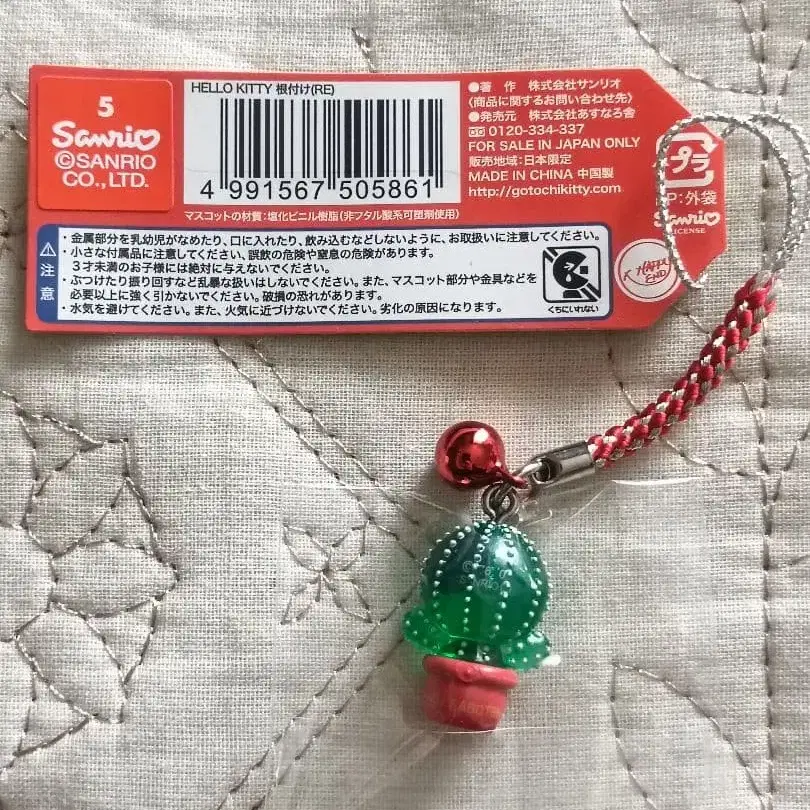 5
Sanrio
©SANRIO
CO.,LTD.
HELLO KITTY 根付け(RE)
4 991567 505861
●著 作 株式会社サンリオ
〈商品に関するお問い合わせ先〉
●発売元 株式会社あすなろ舎
0120-334-337
FOR SALE IN JAPAN ONLY
販売地域:日本限定
MADE IN CHINA 中国製
http://gotochikitty.com
プラ
PP:外袋
Sanrio
LICENSE
マスコットの材質:塩化ビニル樹脂(非フタル酸系可塑剤使用)
注意
・金属部分を乳幼児がなめたり、口に入れたり、飲み込むなどしないように、お取扱いに注意してください。
・小さな付属品に注意してください、誤飲の危険や窒息の危険があります。
3才未満のお子様には絶対に与えないでください。
・ぶつけたり振り回すなど乱暴な扱いはしないでください。また、マスコット部分や金具などを
必要以上に強く引かないでください。破損の恐れがあります。
・水気を避けてください。また、火気に近づけないでください。劣化の原因になります。
くちにいれない
HAPPY
END
SANRIO